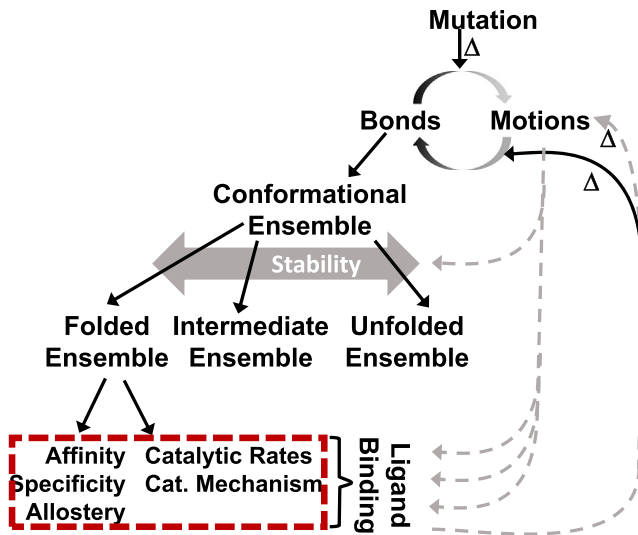 Mutation
Δ
Bonds
Motions
Δ
Δ
Conformational
Ensemble
Stability
Folded
Ensemble
Intermediate
Ensemble
Unfolded
Ensemble
Affinity
Catalytic Rates
Specificity
Cat. Mechanism
Allostery
Ligand
Binding